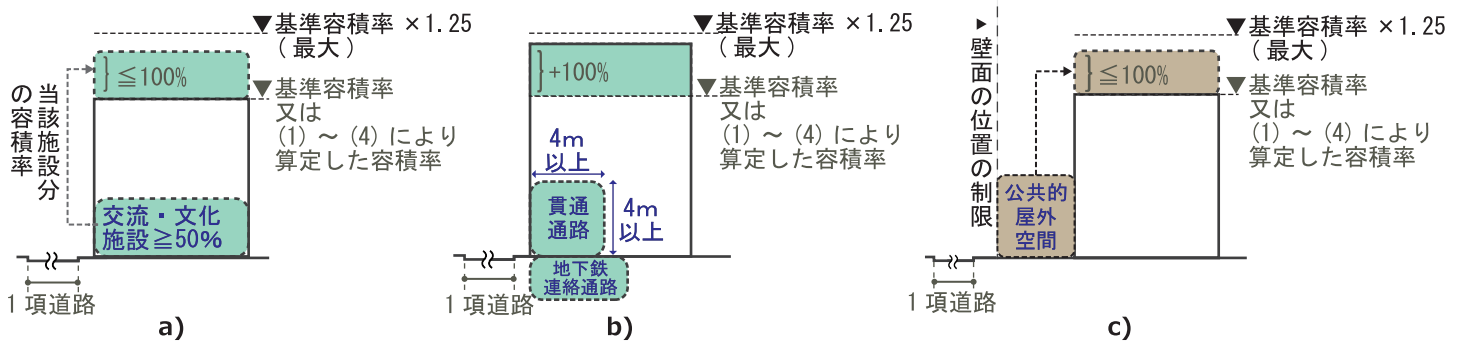 ▼基準容積率 ×1.25
(最大)
≦100%
▼基準容積率
又は
(1) ~ (4) により
算定した容積率
当該施設分
の容積率
交流・文化
施設≧50%
1 項道路
a)
▼基準容積率 ×1.25
(最大)
+100%
▼基準容積率
又は
(1) ~ (4) により
算定した容積率
4m
以上
貫通
通路
4m
以上
地下鉄
連絡通路
1 項道路
b)
▼壁面の位置の制限
▼基準容積率 ×1.25
(最大)
≦100%
▼基準容積率
又は
(1) ~ (4) により
算定した容積率
公共的
屋外
空間
1 項道路
c)